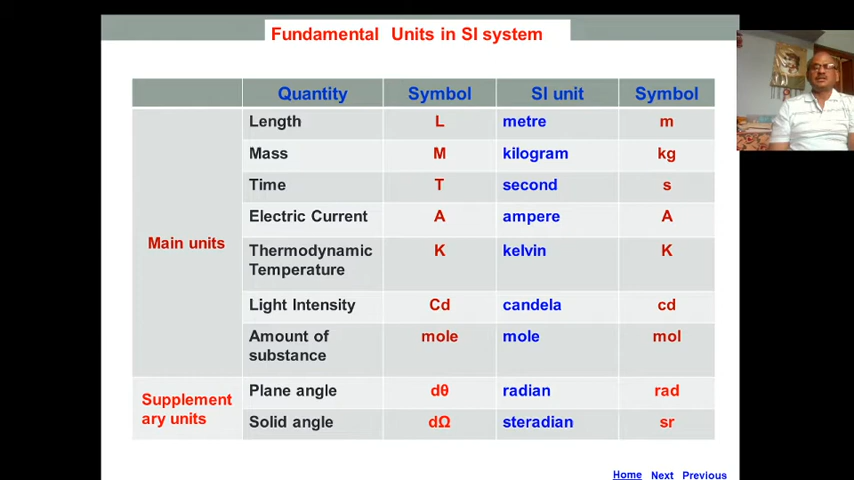 Fundamental Units in SI system
Quantity Symbol SI unit Symbol
Length L metre m
Mass M kilogram kg
Time T second s
Electric Current A ampere A
Main units
Thermodynamic Temperature K kelvin K
Light Intensity Cd candela cd
Amount of substance mole mole mol
Supplement
ary units
Plane angle dθ radian rad
Solid angle dΩ steradian sr
Home Next Previous